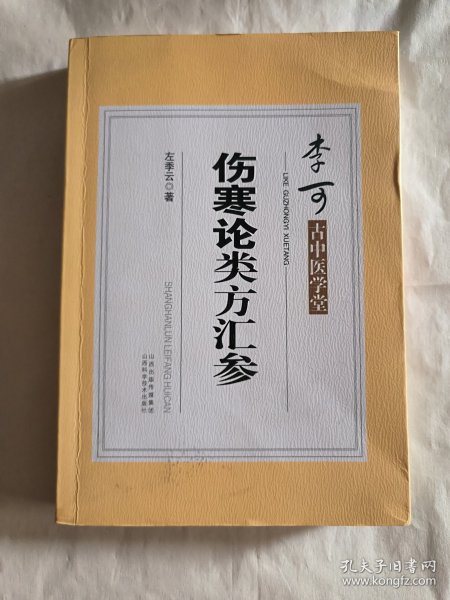 李可
古中医学堂
LIKE GUZHONGYI XUETANG
伤寒论类方汇参
SHANGHANLUN LEIFANG HUICAN
左季云◎著
山西出版传媒集团
山西科学技术出版社
孔夫子旧书网
www.kongfz.com